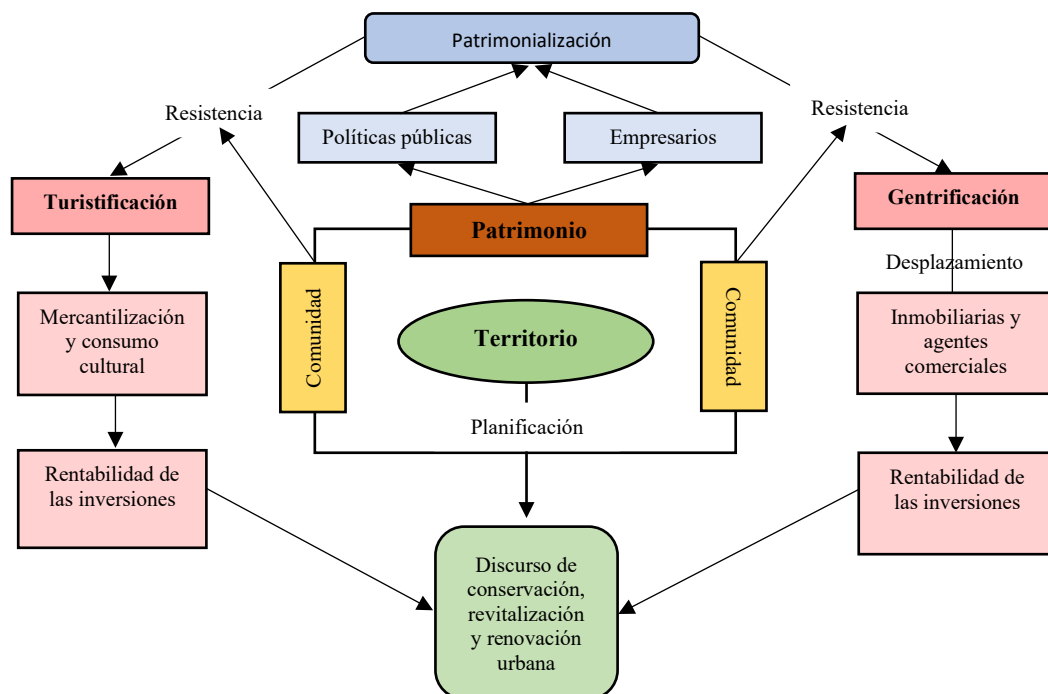 Patrimonialización
Resistencia
Políticas públicas
Empresarios
Resistencia
Turistificación
Patrimonio
Gentrificación
Desplazamiento
Mercantilización
y consumo
cultural
Comunidad
Territorio
Comunidad
Inmobiliarias y
agentes
comerciales
Planificación
Rentabilidad de
las inversiones
Rentabilidad de
las inversiones
Discurso de
conservación,
revitalización
y renovación
urbana